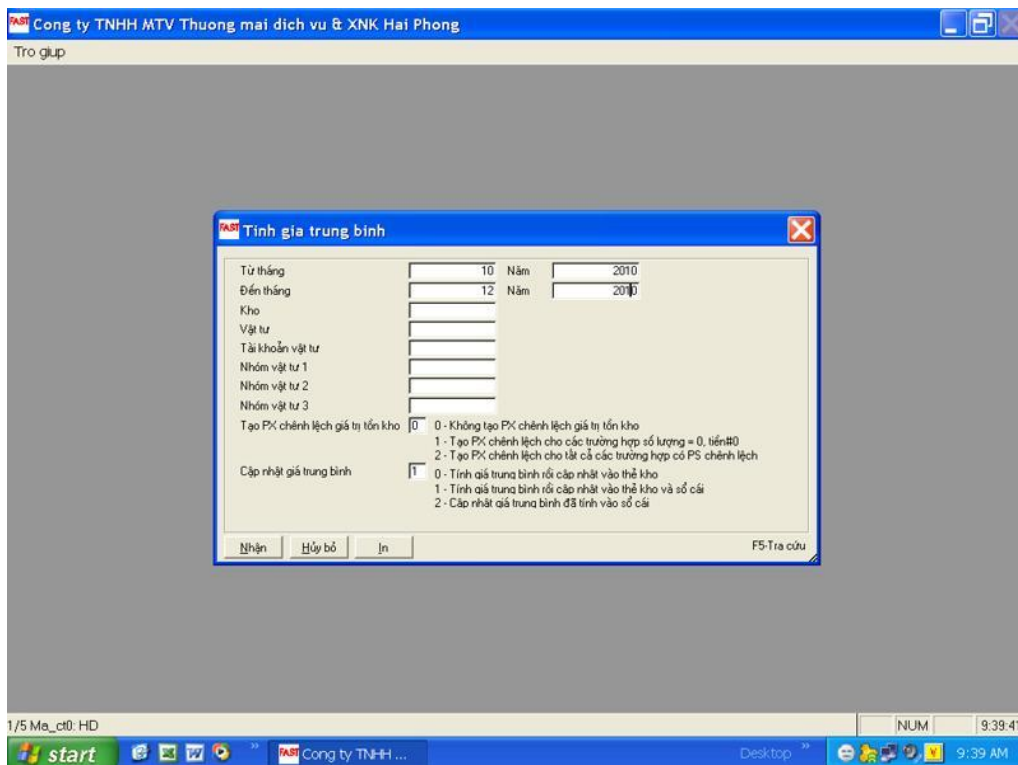 FAST Cong ty TNHH MTV Thuong mai dich vu & XNK Hai Phong
Tro giup
FAST Tinh gia trung binh
Từ tháng 10 Năm 2010
Đến tháng 12 Năm 2010
Kho
Vật tư
Tài khoản vật tư
Nhóm vật tư 1
Nhóm vật tư 2
Nhóm vật tư 3
Tạo PX chênh lệch giá trị tồn kho 0 0 - Không tạo PX chênh lệch giá trị tồn kho
1 - Tạo PX chênh lệch cho các trường hợp số lượng = 0, tiền#0
2 - Tạo PX chênh lệch cho tất cả các trường hợp có PS chênh lệch
Cập nhật giá trung bình 1 0 - Tính giá trung bình rồi cập nhật vào thẻ kho
1 - Tính giá trung bình rồi cập nhật vào thẻ kho và sổ cái
2 - Cập nhật giá trung bình đã tính vào sổ cái
Nhận Hủy bỏ In F5-Tra cứu
1/5 Ma_ct0: HD NUM 9:39:41
start FAST Cong ty TNHH ... Desktop 9:39 AM